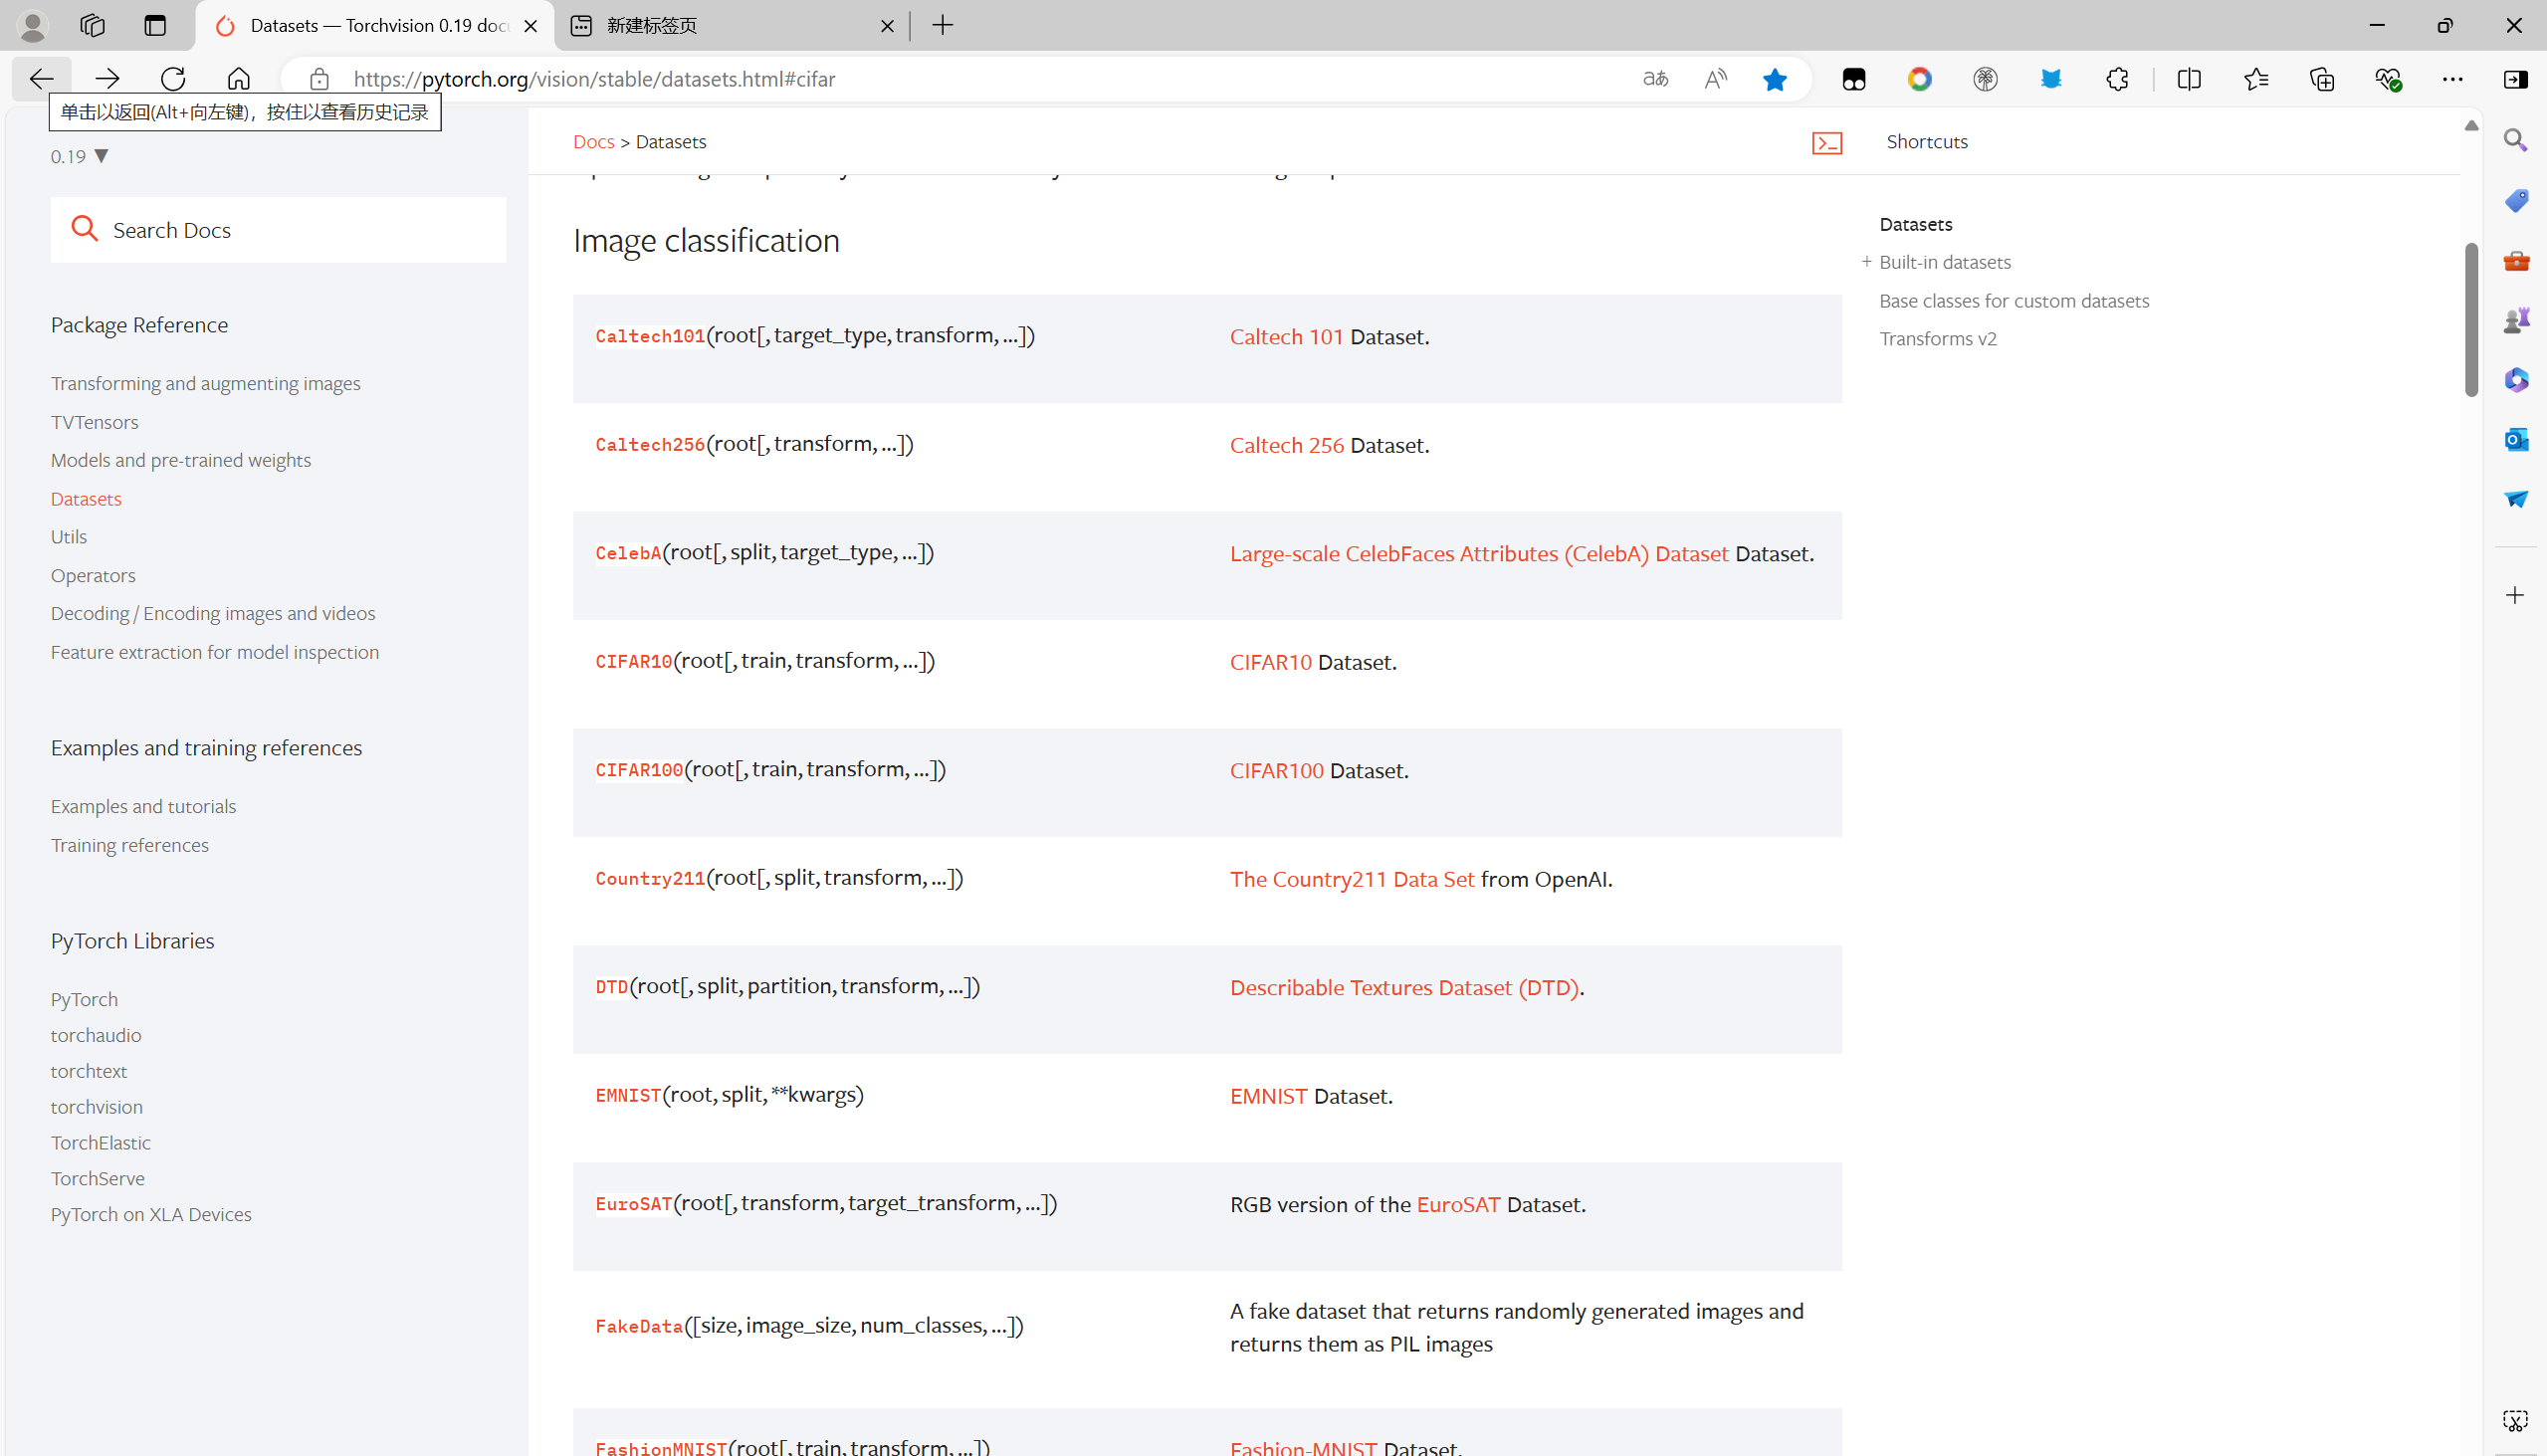 Datasets — Torchvision 0.19 doc
新建标签页
https://pytorch.org/vision/stable/datasets.html#cifar
单击以返回(Alt+向左键)，按住以查看历史记录
0.19 ▼
Search Docs
Package Reference
Transforming and augmenting images
TVTensors
Models and pre-trained weights
Datasets
Utils
Operators
Decoding / Encoding images and videos
Feature extraction for model inspection
Examples and training references
Examples and tutorials
Training references
PyTorch Libraries
PyTorch
torchaudio
torchtext
torchvision
TorchElastic
TorchServe
PyTorch on XLA Devices
Docs > Datasets
Image classification
Caltech101(root[, target_type, transform, ...]) Caltech 101 Dataset.
Caltech256(root[, transform, ...]) Caltech 256 Dataset.
CelebA(root[, split, target_type, ...]) Large-scale CelebFaces Attributes (CelebA) Dataset Dataset.
CIFAR10(root[, train, transform, ...]) CIFAR10 Dataset.
CIFAR100(root[, train, transform, ...]) CIFAR100 Dataset.
Country211(root[, split, transform, ...]) The Country211 Data Set from OpenAI.
DTD(root[, split, partition, transform, ...]) Describable Textures Dataset (DTD).
EMNIST(root, split, **kwargs) EMNIST Dataset.
EuroSAT(root[, transform, target_transform, ...]) RGB version of the EuroSAT Dataset.
FakeData([size, image_size, num_classes, ...]) A fake dataset that returns randomly generated images and
returns them as PIL images
FashionMNIST(root[, train, transform, ...]) Fashion-MNIST Dataset.
Shortcuts
Datasets
+ Built-in datasets
Base classes for custom datasets
Transforms v2